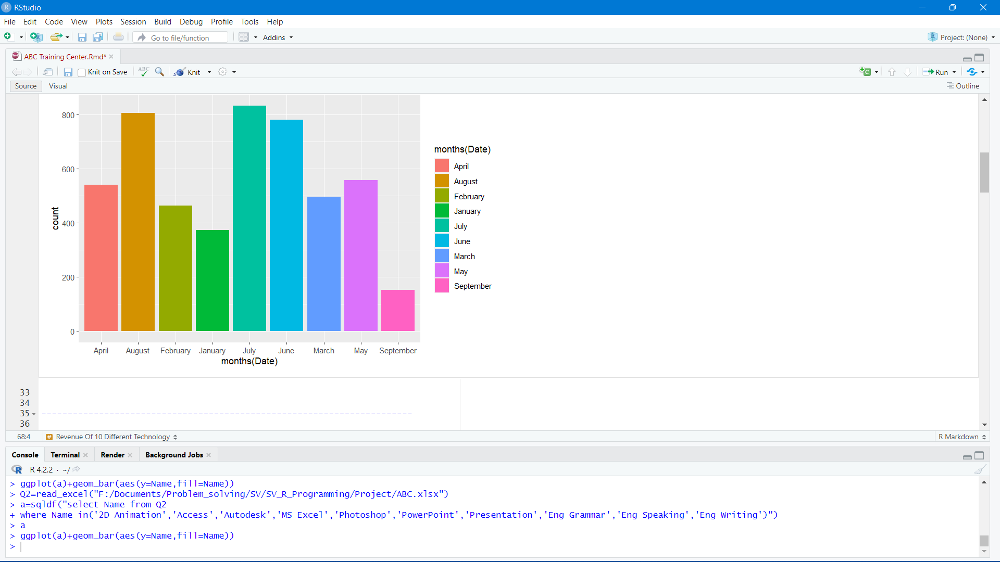 RStudio
File Edit Code View Plots Session Build Debug Profile Tools Help
Go to file/function Addins Project: (None)
ABC Training Center.Rmd*
Knit on Save ABC Knit Run
Source Visual Outline
800
600
400
200
0
count
April August February January July June March May September
months(Date)
months(Date)
April
August
February
January
July
June
March
May
September
33
34
35 -----------------------------------------------------------------------
36
68:4 # Revenue Of 10 Different Technology R Markdown
Console Terminal Render Background Jobs
R 4.2.2 · ~/
> ggplot(a)+geom_bar(aes(y=Name,fill=Name))
> Q2=read_excel("F:/Documents/Problem_solving/SV/SV_R_Programming/Project/ABC.xlsx")
> a=sqldf("select Name from Q2
+ where Name in('2D Animation','Access','Autodesk','MS Excel','Photoshop','PowerPoint','Presentation','Eng Grammar','Eng Speaking','Eng Writing')")
> a
> ggplot(a)+geom_bar(aes(y=Name,fill=Name))
>